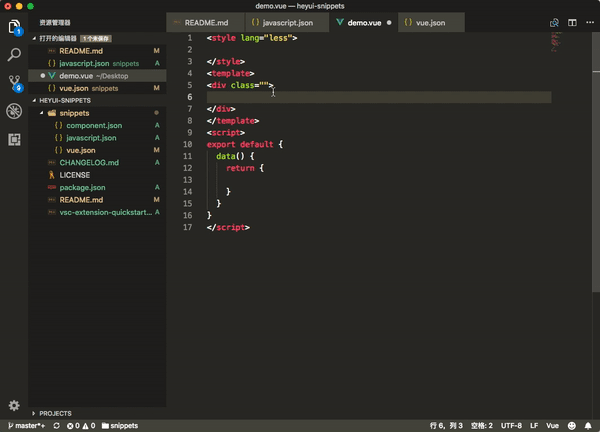 demo.vue — heyui-snippets
资源管理器
README.md
javascript.json
demo.vue
vue.json
打开的编辑器 1 个未保存
README.md M
javascript.json snippets A
demo.vue ~/Desktop
vue.json snippets M
HEYUI-SNIPPETS
snippets
component.json A
javascript.json A
vue.json M
CHANGELOG.md A
LICENSE
package.json A
README.md M
vsc-extension-quickstart... A
PROJECTS
1 <style lang="less">
2
3 </style>
4 <template>
5 <div class="">
6
7 </div>
8 </template>
9 <script>
10 export default {
11 data() {
12 return {
13
14 }
15 }
16 }
17 </script>
master*+ 0 0 snippets 行 6，列 3 空格: 2 UTF-8 LF Vue